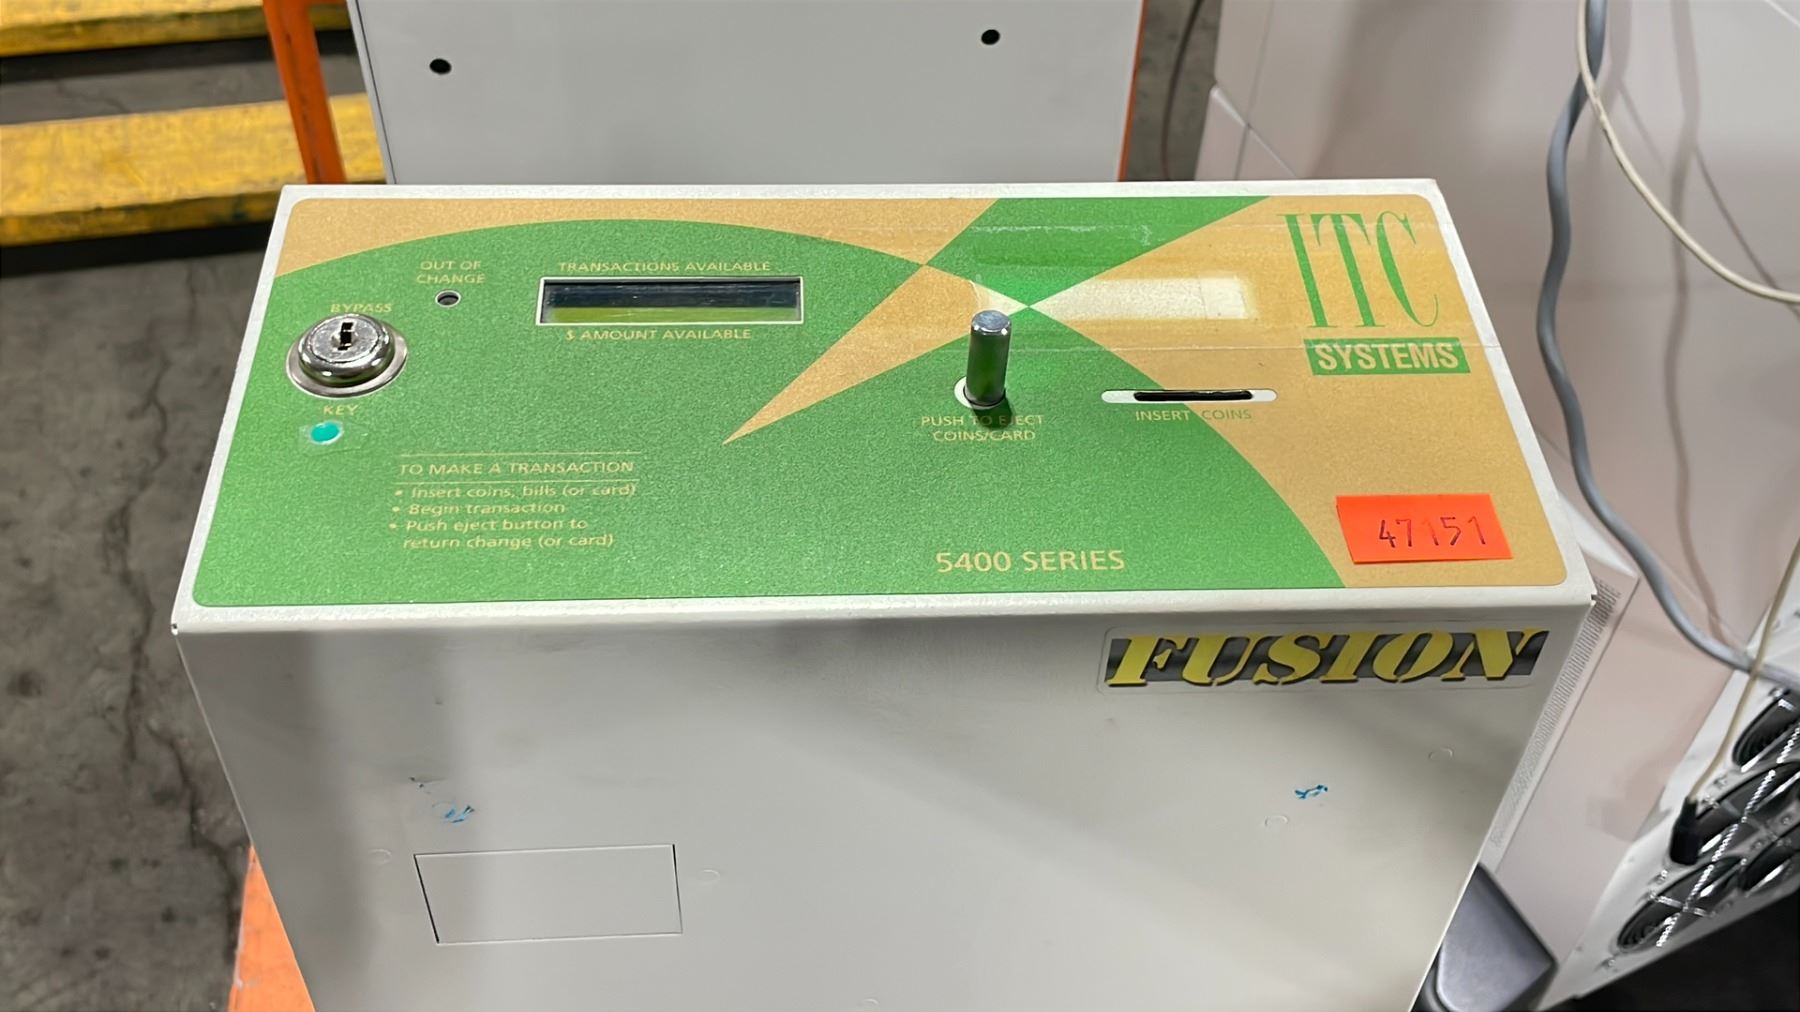 OUT OF
CHANGE
BYPASS
KEY
TRANSACTIONS AVAILABLE
$ AMOUNT AVAILABLE
TO MAKE A TRANSACTION
• Insert coins, bills (or card)
• Begin transaction
• Push eject button to
return change (or card)
PUSH TO EJECT
COINS/CARD
INSERT COINS
ITC
SYSTEMS
47151
5400 SERIES
FUSION